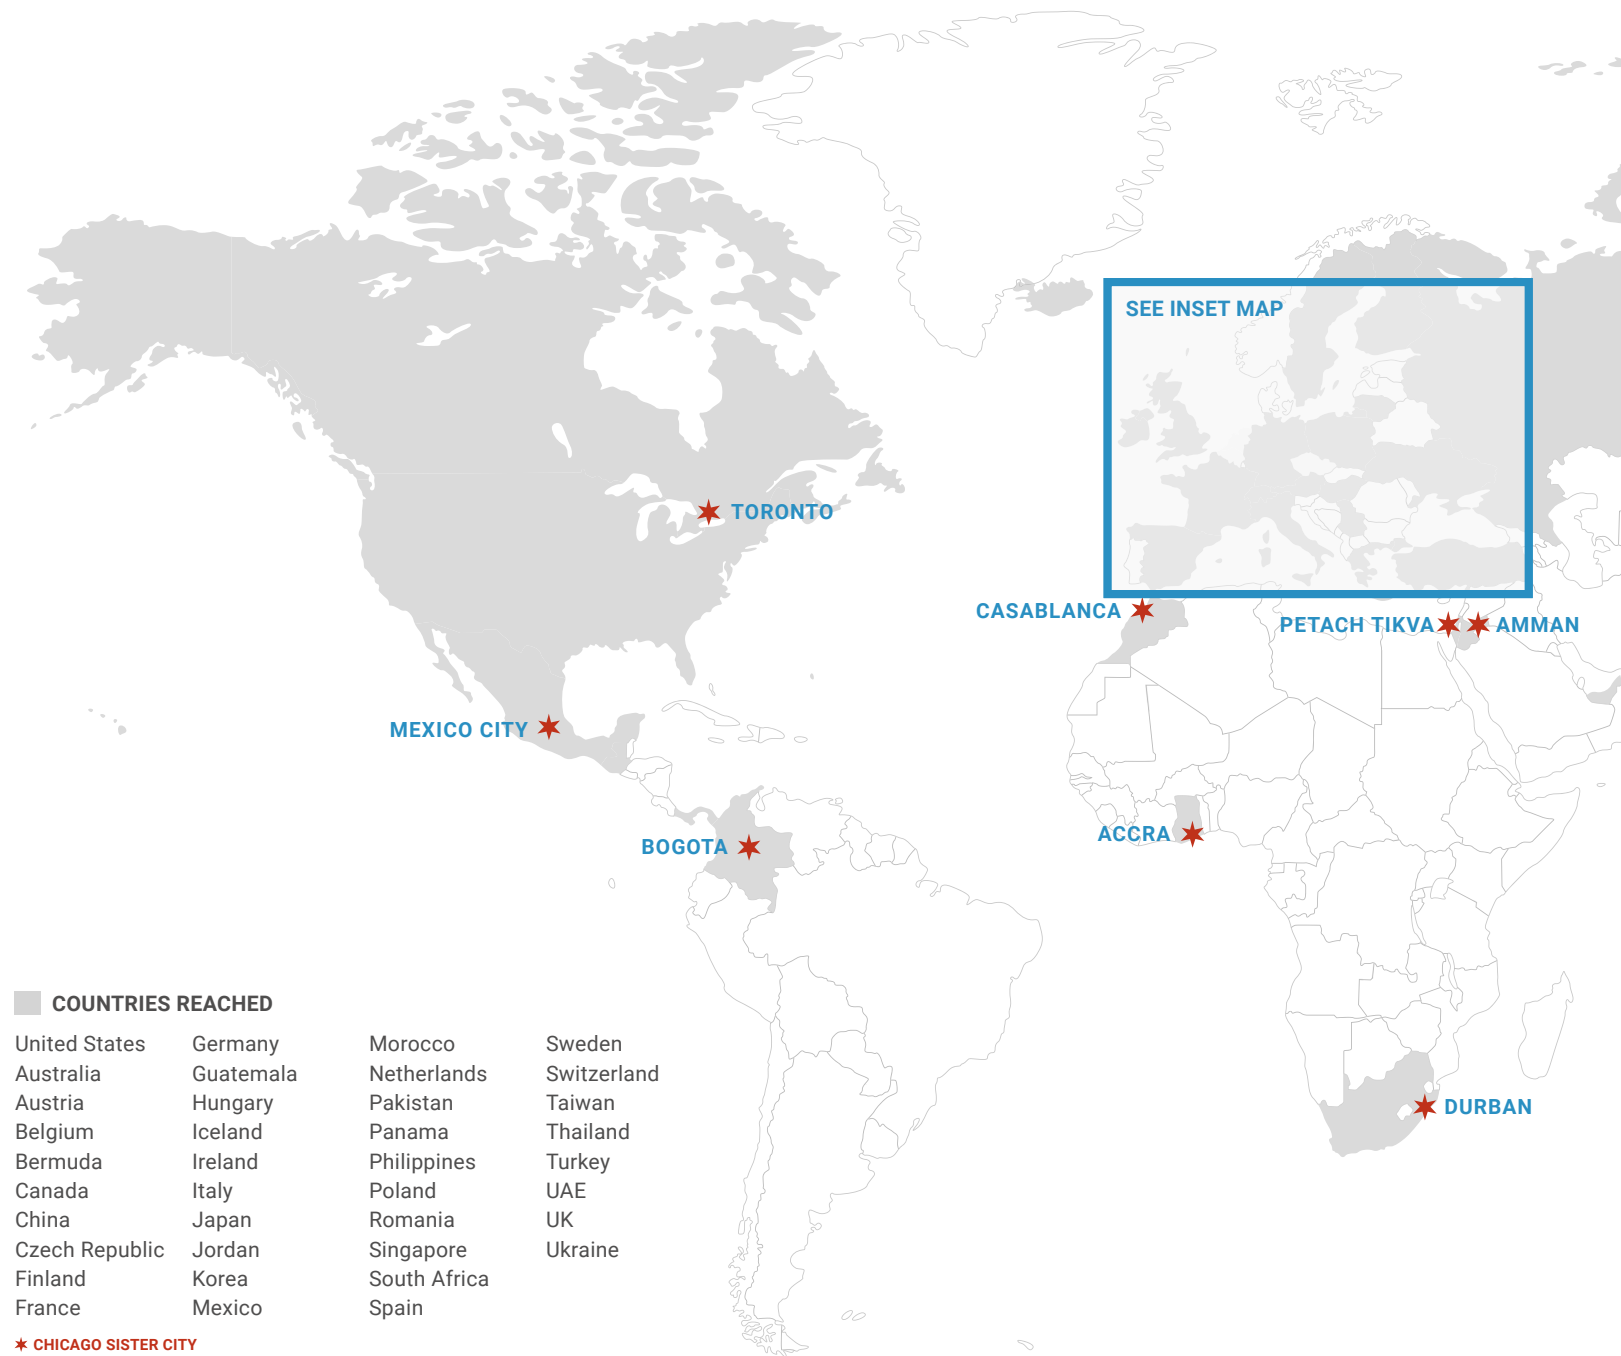 SEE INSET MAP
TORONTO
CASABLANCA
PETACH TIKVA
AMMAN
MEXICO CITY
ACCRA
BOGOTA
DURBAN
COUNTRIES REACHED
United States
Australia
Austria
Belgium
Bermuda
Canada
China
Czech Republic
Finland
France
Germany
Guatemala
Hungary
Iceland
Ireland
Italy
Japan
Jordan
Korea
Mexico
Morocco
Netherlands
Pakistan
Panama
Philippines
Poland
Romania
Singapore
South Africa
Spain
Sweden
Switzerland
Taiwan
Thailand
Turkey
UAE
UK
Ukraine
CHICAGO SISTER CITY